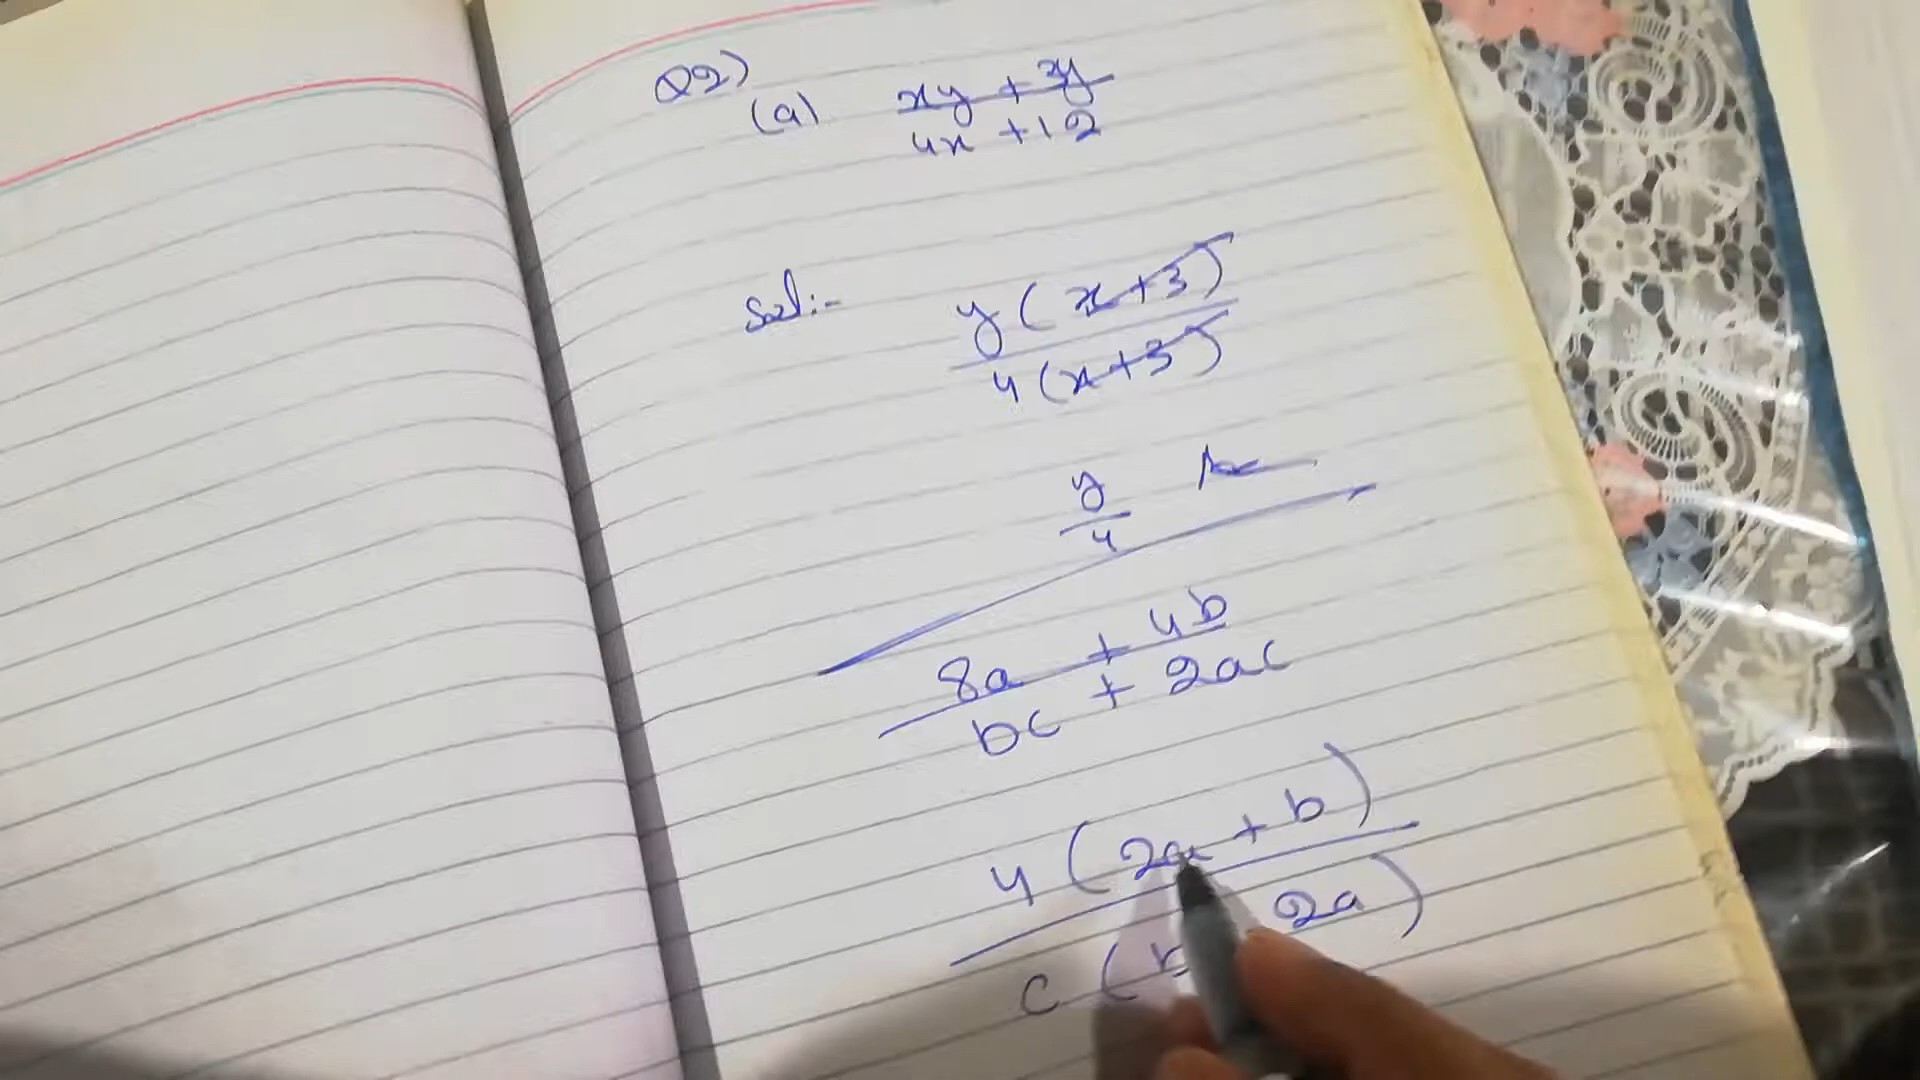 Q2)
(a) xy + 3y
4x + 12
Sol:-
y ( x+3 )
4 ( x+3 )
y
4
8a + 4b
bc + 2ac
4 ( 2a + b )
c ( b 2a )